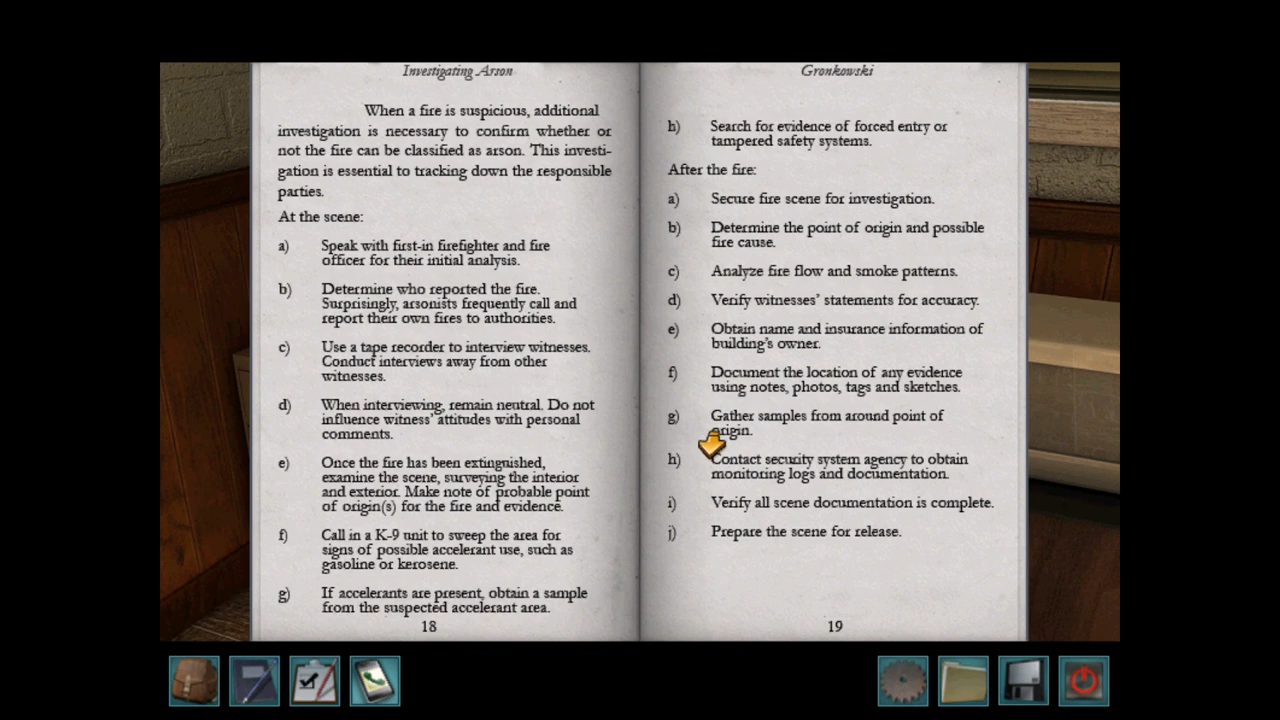 Investigating Arson
When a fire is suspicious, additional
investigation is necessary to confirm whether or
not the fire can be classified as arson. This investi-
gation is essential to tracking down the responsible
parties.
At the scene:
a) Speak with first-in firefighter and fire
officer for their initial analysis.
b) Determine who reported the fire.
Surprisingly, arsonists frequently call and
report their own fires to authorities.
c) Use a tape recorder to interview witnesses.
Conduct interviews away from other
witnesses.
d) When interviewing, remain neutral. Do not
influence witness' attitudes with personal
comments.
e) Once the fire has been extinguished,
examine the scene, surveying the interior
and exterior. Make note of probable point
of origin(s) for the fire and evidence.
f) Call in a K-9 unit to sweep the area for
signs of possible accelerant use, such as
gasoline or kerosene.
g) If accelerants are present, obtain a sample
from the suspected accelerant area.
18
Gronkowski
h) Search for evidence of forced entry or
tampered safety systems.
After the fire:
a) Secure fire scene for investigation.
b) Determine the point of origin and possible
fire cause.
c) Analyze fire flow and smoke patterns.
d) Verify witnesses' statements for accuracy.
e) Obtain name and insurance information of
building's owner.
f) Document the location of any evidence
using notes, photos, tags and sketches.
g) Gather samples from around point of
origin.
h) Contact security system agency to obtain
monitoring logs and documentation.
i) Verify all scene documentation is complete.
j) Prepare the scene for release.
19